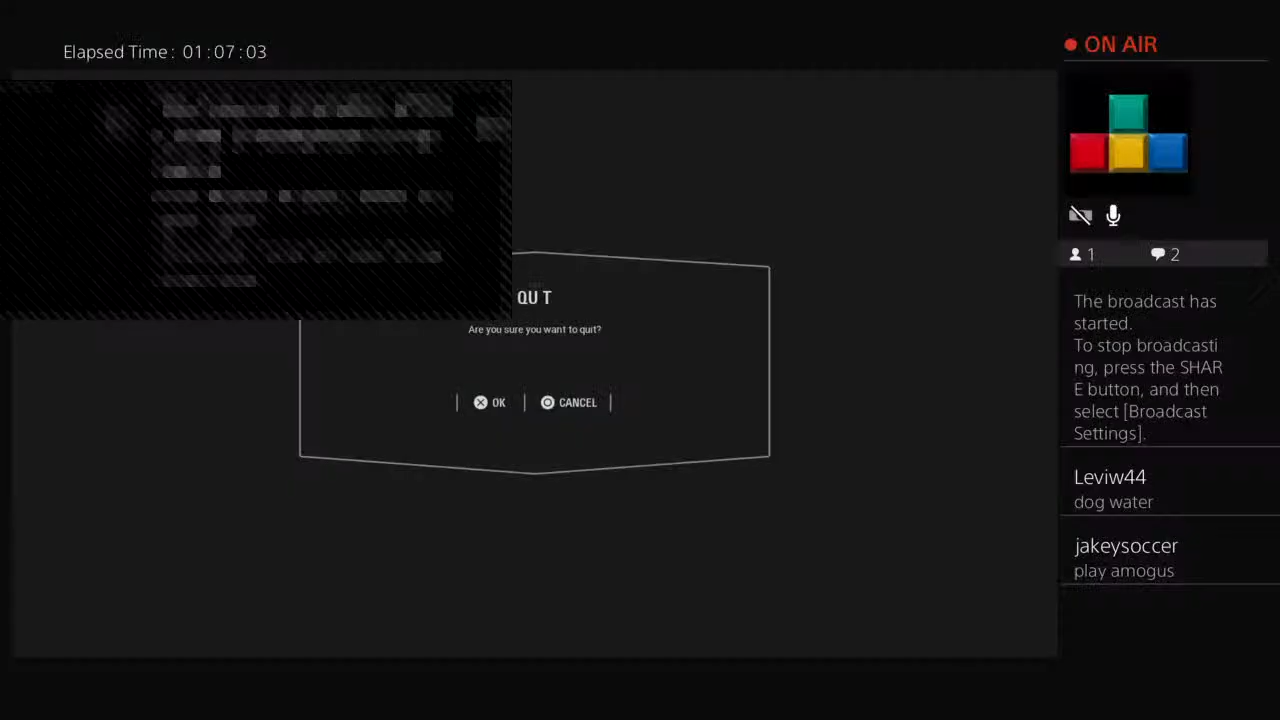 Elapsed Time: 01:07:03
ON AIR
1 2
QU T
Are you sure you want to quit?
OK CANCEL
The broadcast has
started.
To stop broadcasti
ng, press the SHAR
E button, and then
select [Broadcast
Settings].
Leviw44
dog water
jakeysoccer
play amogus